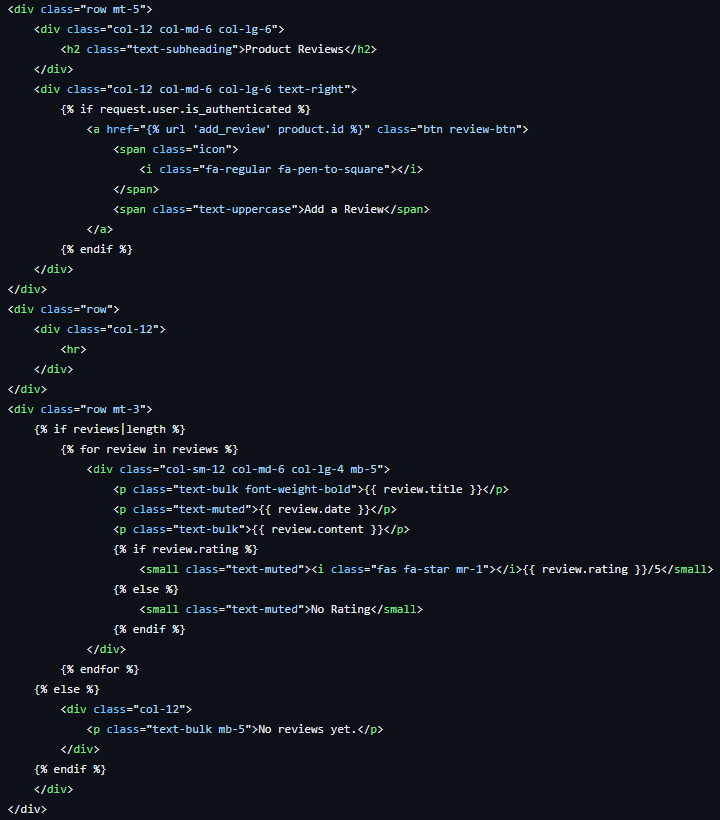 <div class="row mt-5">
    <div class="col-12 col-md-6 col-lg-6">
        <h2 class="text-subheading">Product Reviews</h2>
    </div>
    <div class="col-12 col-md-6 col-lg-6 text-right">
        {% if request.user.is_authenticated %}
            <a href="{% url 'add_review' product.id %}" class="btn review-btn">
                <span class="icon">
                    <i class="fa-regular fa-pen-to-square"></i>
                </span>
                <span class="text-uppercase">Add a Review</span>
            </a>
        {% endif %}
    </div>
</div>
<div class="row">
    <div class="col-12">
        <hr>
    </div>
</div>
<div class="row mt-3">
    {% if reviews|length %}
        {% for review in reviews %}
            <div class="col-sm-12 col-md-6 col-lg-4 mb-5">
                <p class="text-bulk font-weight-bold">{{ review.title }}</p>
                <p class="text-muted">{{ review.date }}</p>
                <p class="text-bulk">{{ review.content }}</p>
                {% if review.rating %}
                    <small class="text-muted"><i class="fas fa-star mr-1"></i>{{ review.rating }}/5</small>
                {% else %}
                    <small class="text-muted">No Rating</small>
                {% endif %}
            </div>
        {% endfor %}
    {% else %}
        <div class="col-12">
            <p class="text-bulk mb-5">No reviews yet.</p>
        </div>
    {% endif %}
    </div>
</div>